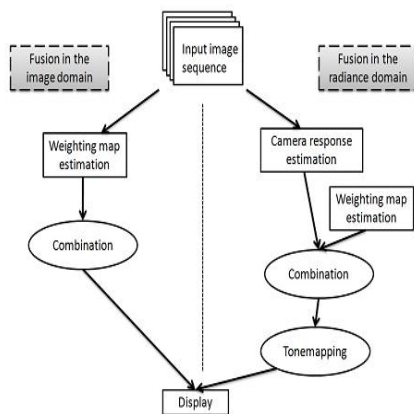 Fusion in the
image domain
Input image
sequence
Fusion in the
radiance domain
Weighting map
estimation
Camera response
estimation
Weighting map
estimation
Combination
Combination
Tonemapping
Display